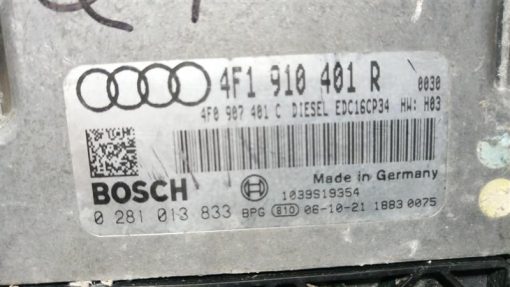 4F1 910 401 R 0030
4F0 907 401 C DIESEL EDC16CP34 HW: H03
Made in Germany
BOSCH 1039S19354
0 281 013 833 BPG 810 06-10-21 1883 0075